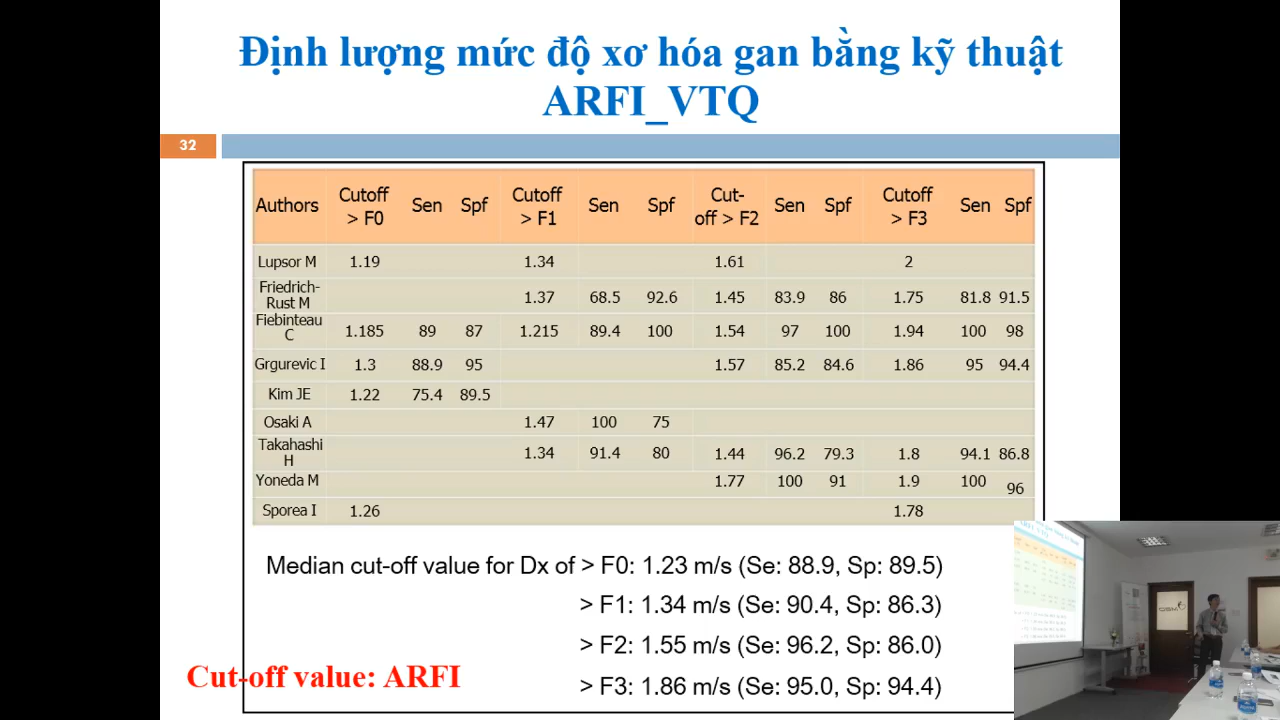 Định lượng mức độ xơ hóa gan bằng kỹ thuật
ARFI_VTQ
32
Authors Cutoff > F0 Sen Spf Cutoff > F1 Sen Spf Cut-off > F2 Sen Spf Cutoff > F3 Sen Spf
Lupsor M 1.19 1.34 1.61 2
Friedrich-Rust M 1.37 68.5 92.6 1.45 83.9 86 1.75 81.8 91.5
Fiebinteau C 1.185 89 87 1.215 89.4 100 1.54 97 100 1.94 100 98
Grgurevic I 1.3 88.9 95 1.57 85.2 84.6 1.86 95 94.4
Kim JE 1.22 75.4 89.5
Osaki A 1.47 100 75
Takahashi H 1.34 91.4 80 1.44 96.2 79.3 1.8 94.1 86.8
Yoneda M 1.77 100 91 1.9 100 96
Sporea I 1.26 1.78
Median cut-off value for Dx of > F0: 1.23 m/s (Se: 88.9, Sp: 89.5)
> F1: 1.34 m/s (Se: 90.4, Sp: 86.3)
> F2: 1.55 m/s (Se: 96.2, Sp: 86.0)
> F3: 1.86 m/s (Se: 95.0, Sp: 94.4)
Cut-off value: ARFI